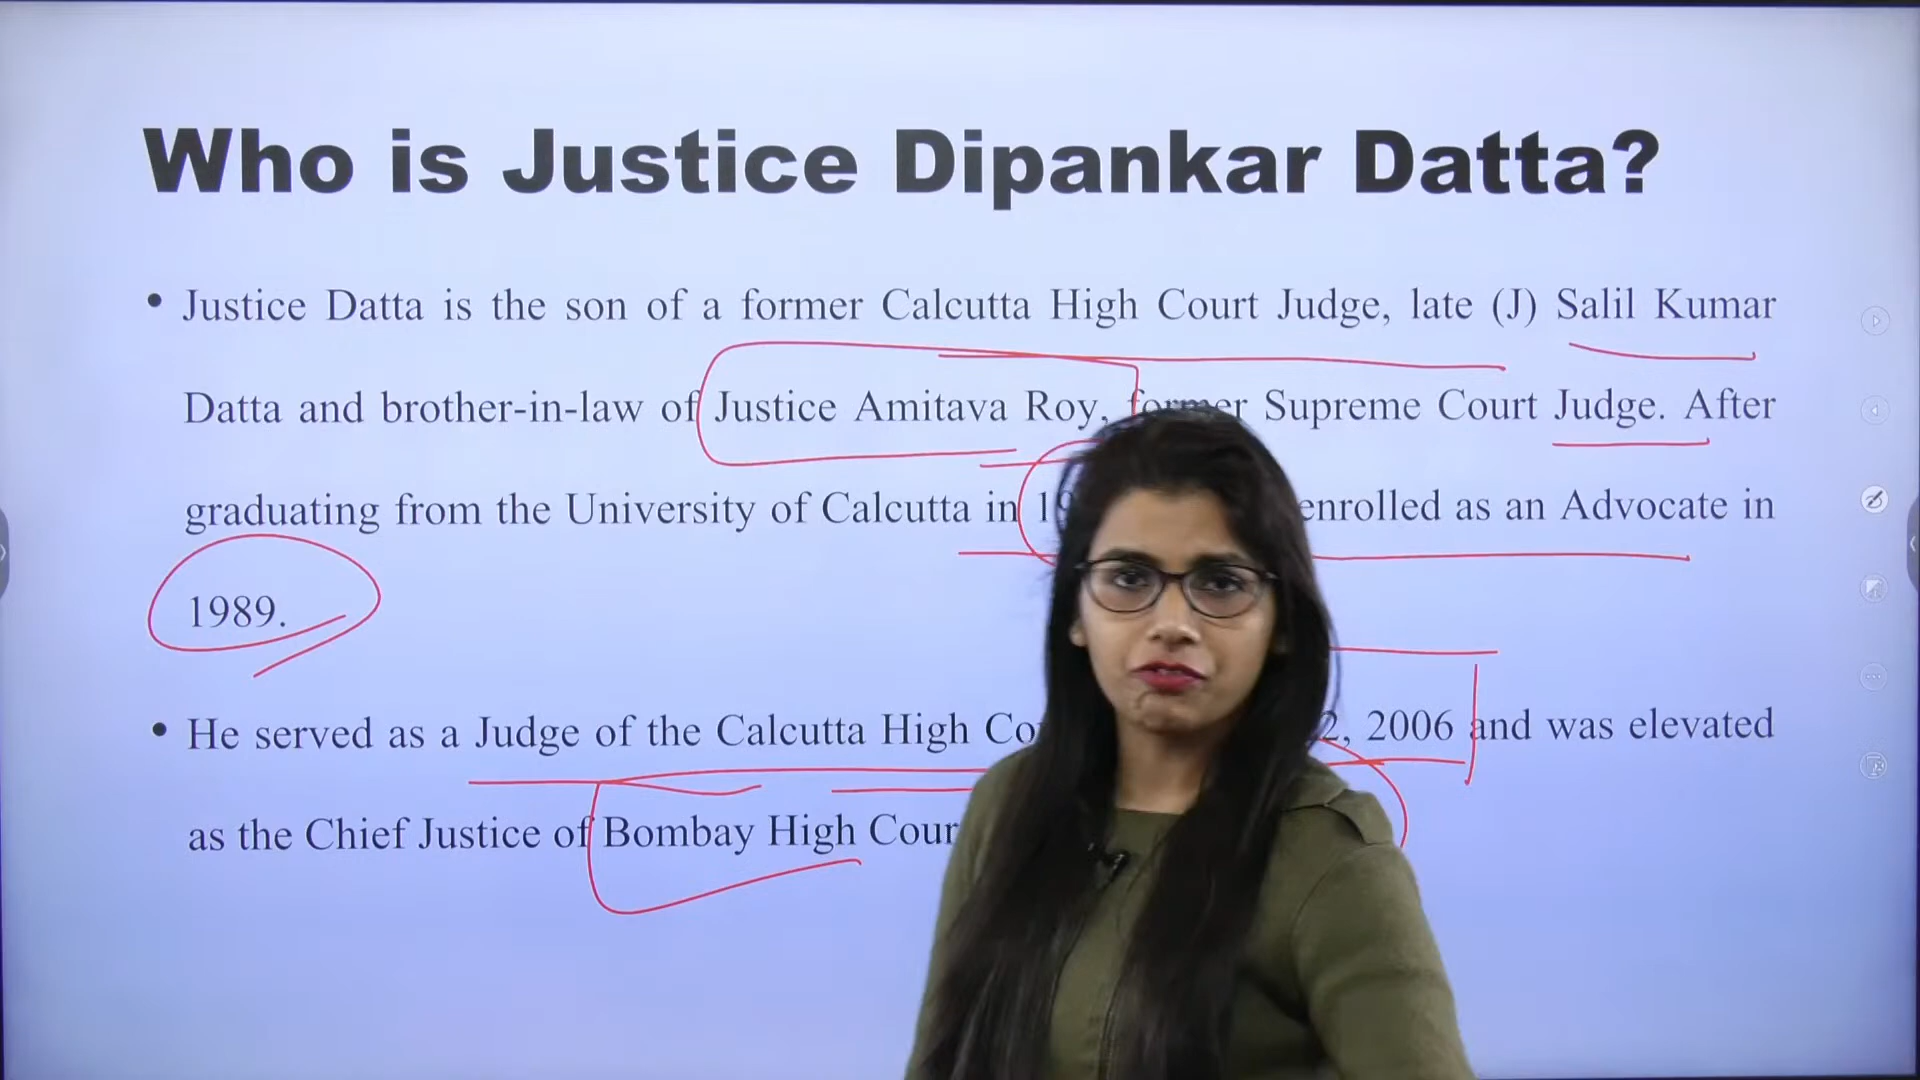 Who is Justice Dipankar Datta?
• Justice Datta is the son of a former Calcutta High Court Judge, late (J) Salil Kumar
Datta and brother-in-law of Justice Amitava Roy, former Supreme Court Judge. After
graduating from the University of Calcutta in enrolled as an Advocate in
1989.
• He served as a Judge of the Calcutta High 2, 2006 and was elevated
as the Chief Justice of Bombay High